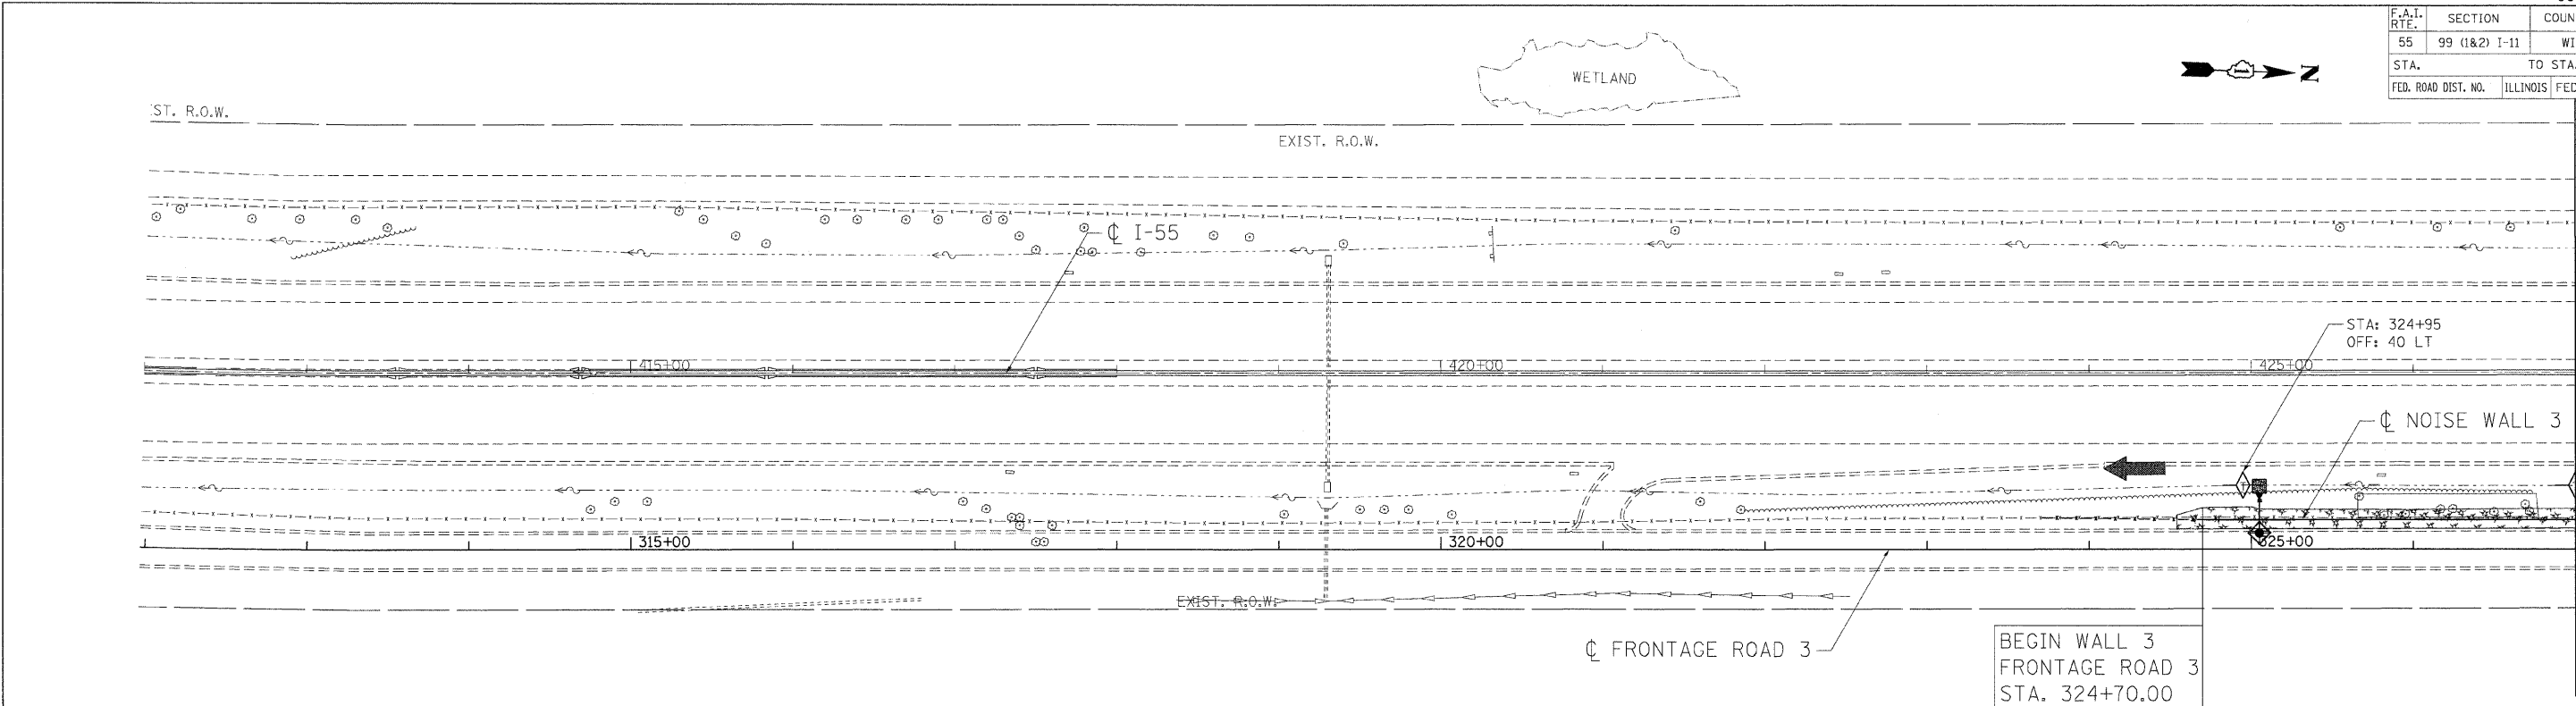 F.A.I. RTE. SECTION COUN
55 99 (1&2) I-11 WI
STA. TO STA.
FED. ROAD DIST. NO. ILLINOIS FED
WETLAND
N
ST. R.O.W.
EXIST. R.O.W.
℄ I-55
STA: 324+95
OFF: 40 LT
415+00 420+00 425+00
℄ NOISE WALL 3
315+00 320+00 325+00
EXIST. R.O.W.
℄ FRONTAGE ROAD 3
BEGIN WALL 3
FRONTAGE ROAD 3
STA. 324+70.00